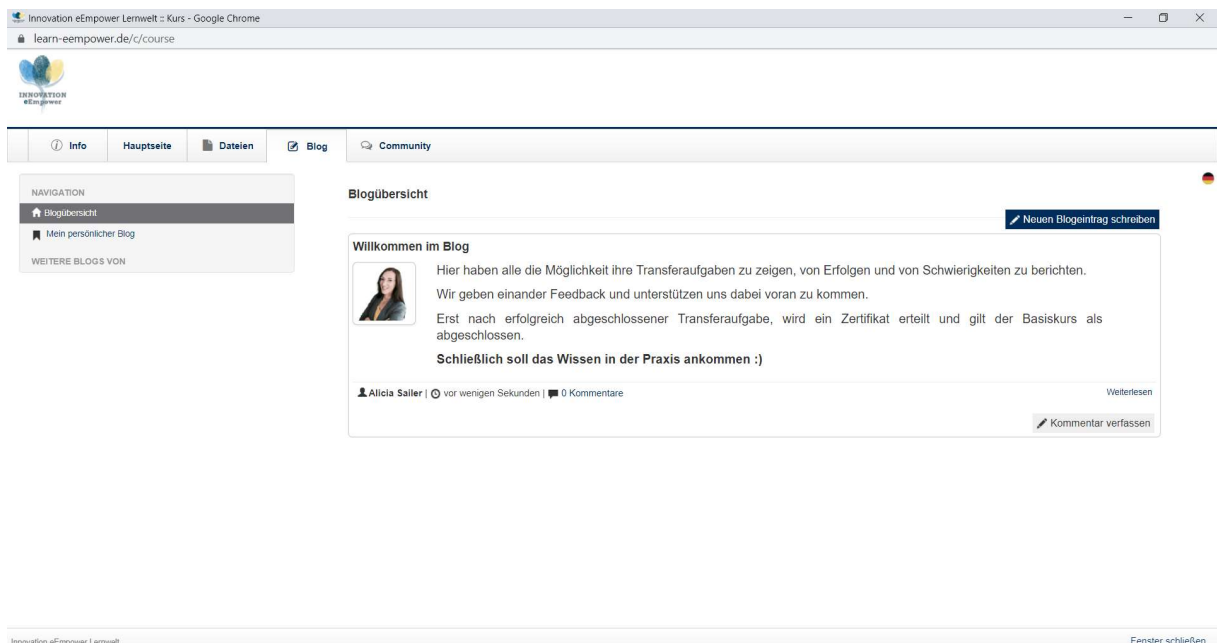 Innovation eEmpower Lernwelt :: Kurs - Google Chrome
learn-eempower.de/c/course
INNOVATION
eEmpower
Info Hauptseite Dateien Blog Community
NAVIGATION
Blogübersicht
Mein persönlicher Blog
WEITERE BLOGS VON
Blogübersicht
Neuen Blogeintrag schreiben
Willkommen im Blog
Hier haben alle die Möglichkeit ihre Transferaufgaben zu zeigen, von Erfolgen und von Schwierigkeiten zu berichten.
Wir geben einander Feedback und unterstützen uns dabei voran zu kommen.
Erst nach erfolgreich abgeschlossener Transferaufgabe, wird ein Zertifikat erteilt und gilt der Basiskurs als
abgeschlossen.
Schließlich soll das Wissen in der Praxis ankommen :)
Alicia Sailer | vor wenigen Sekunden | 0 Kommentare Weiterlesen
Kommentar verfassen
Innovation eEmpower Lernwelt Fenster schließen